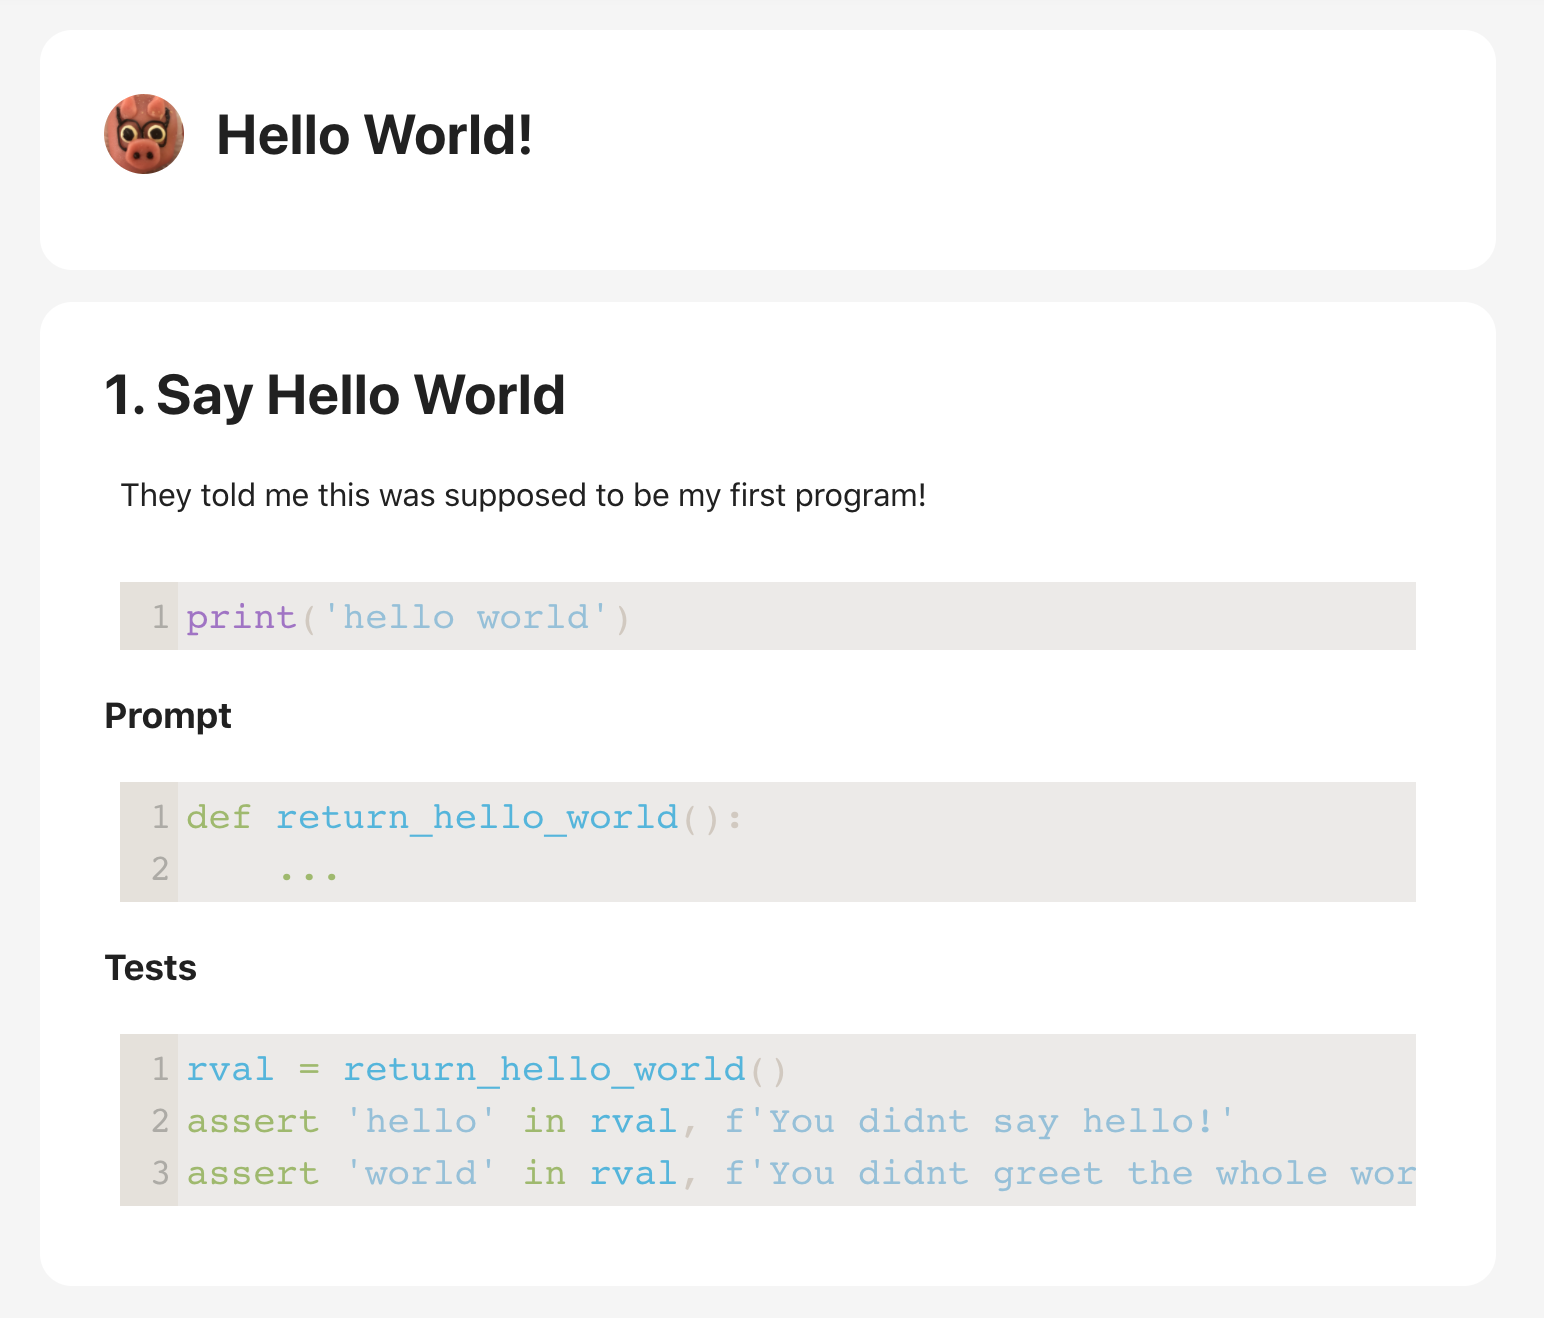 Hello World!
1. Say Hello World
They told me this was supposed to be my first program!
1 print('hello world')
Prompt
1 def return_hello_world():
2     ...
Tests
1 rval = return_hello_world()
2 assert 'hello' in rval, f'You didnt say hello!'
3 assert 'world' in rval, f'You didnt greet the whole wor